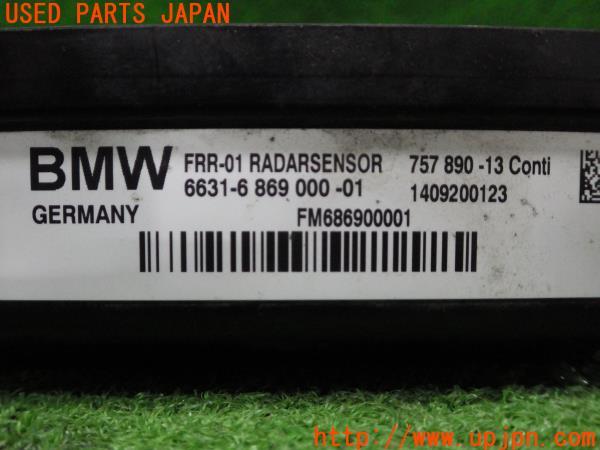 USED PARTS JAPAN
BMW FRR-01 RADARSENSOR 757 890 -13 Conti
6631-6 869 000 -01 1409200123
GERMANY FM686900001
http://www.upjpn.com/